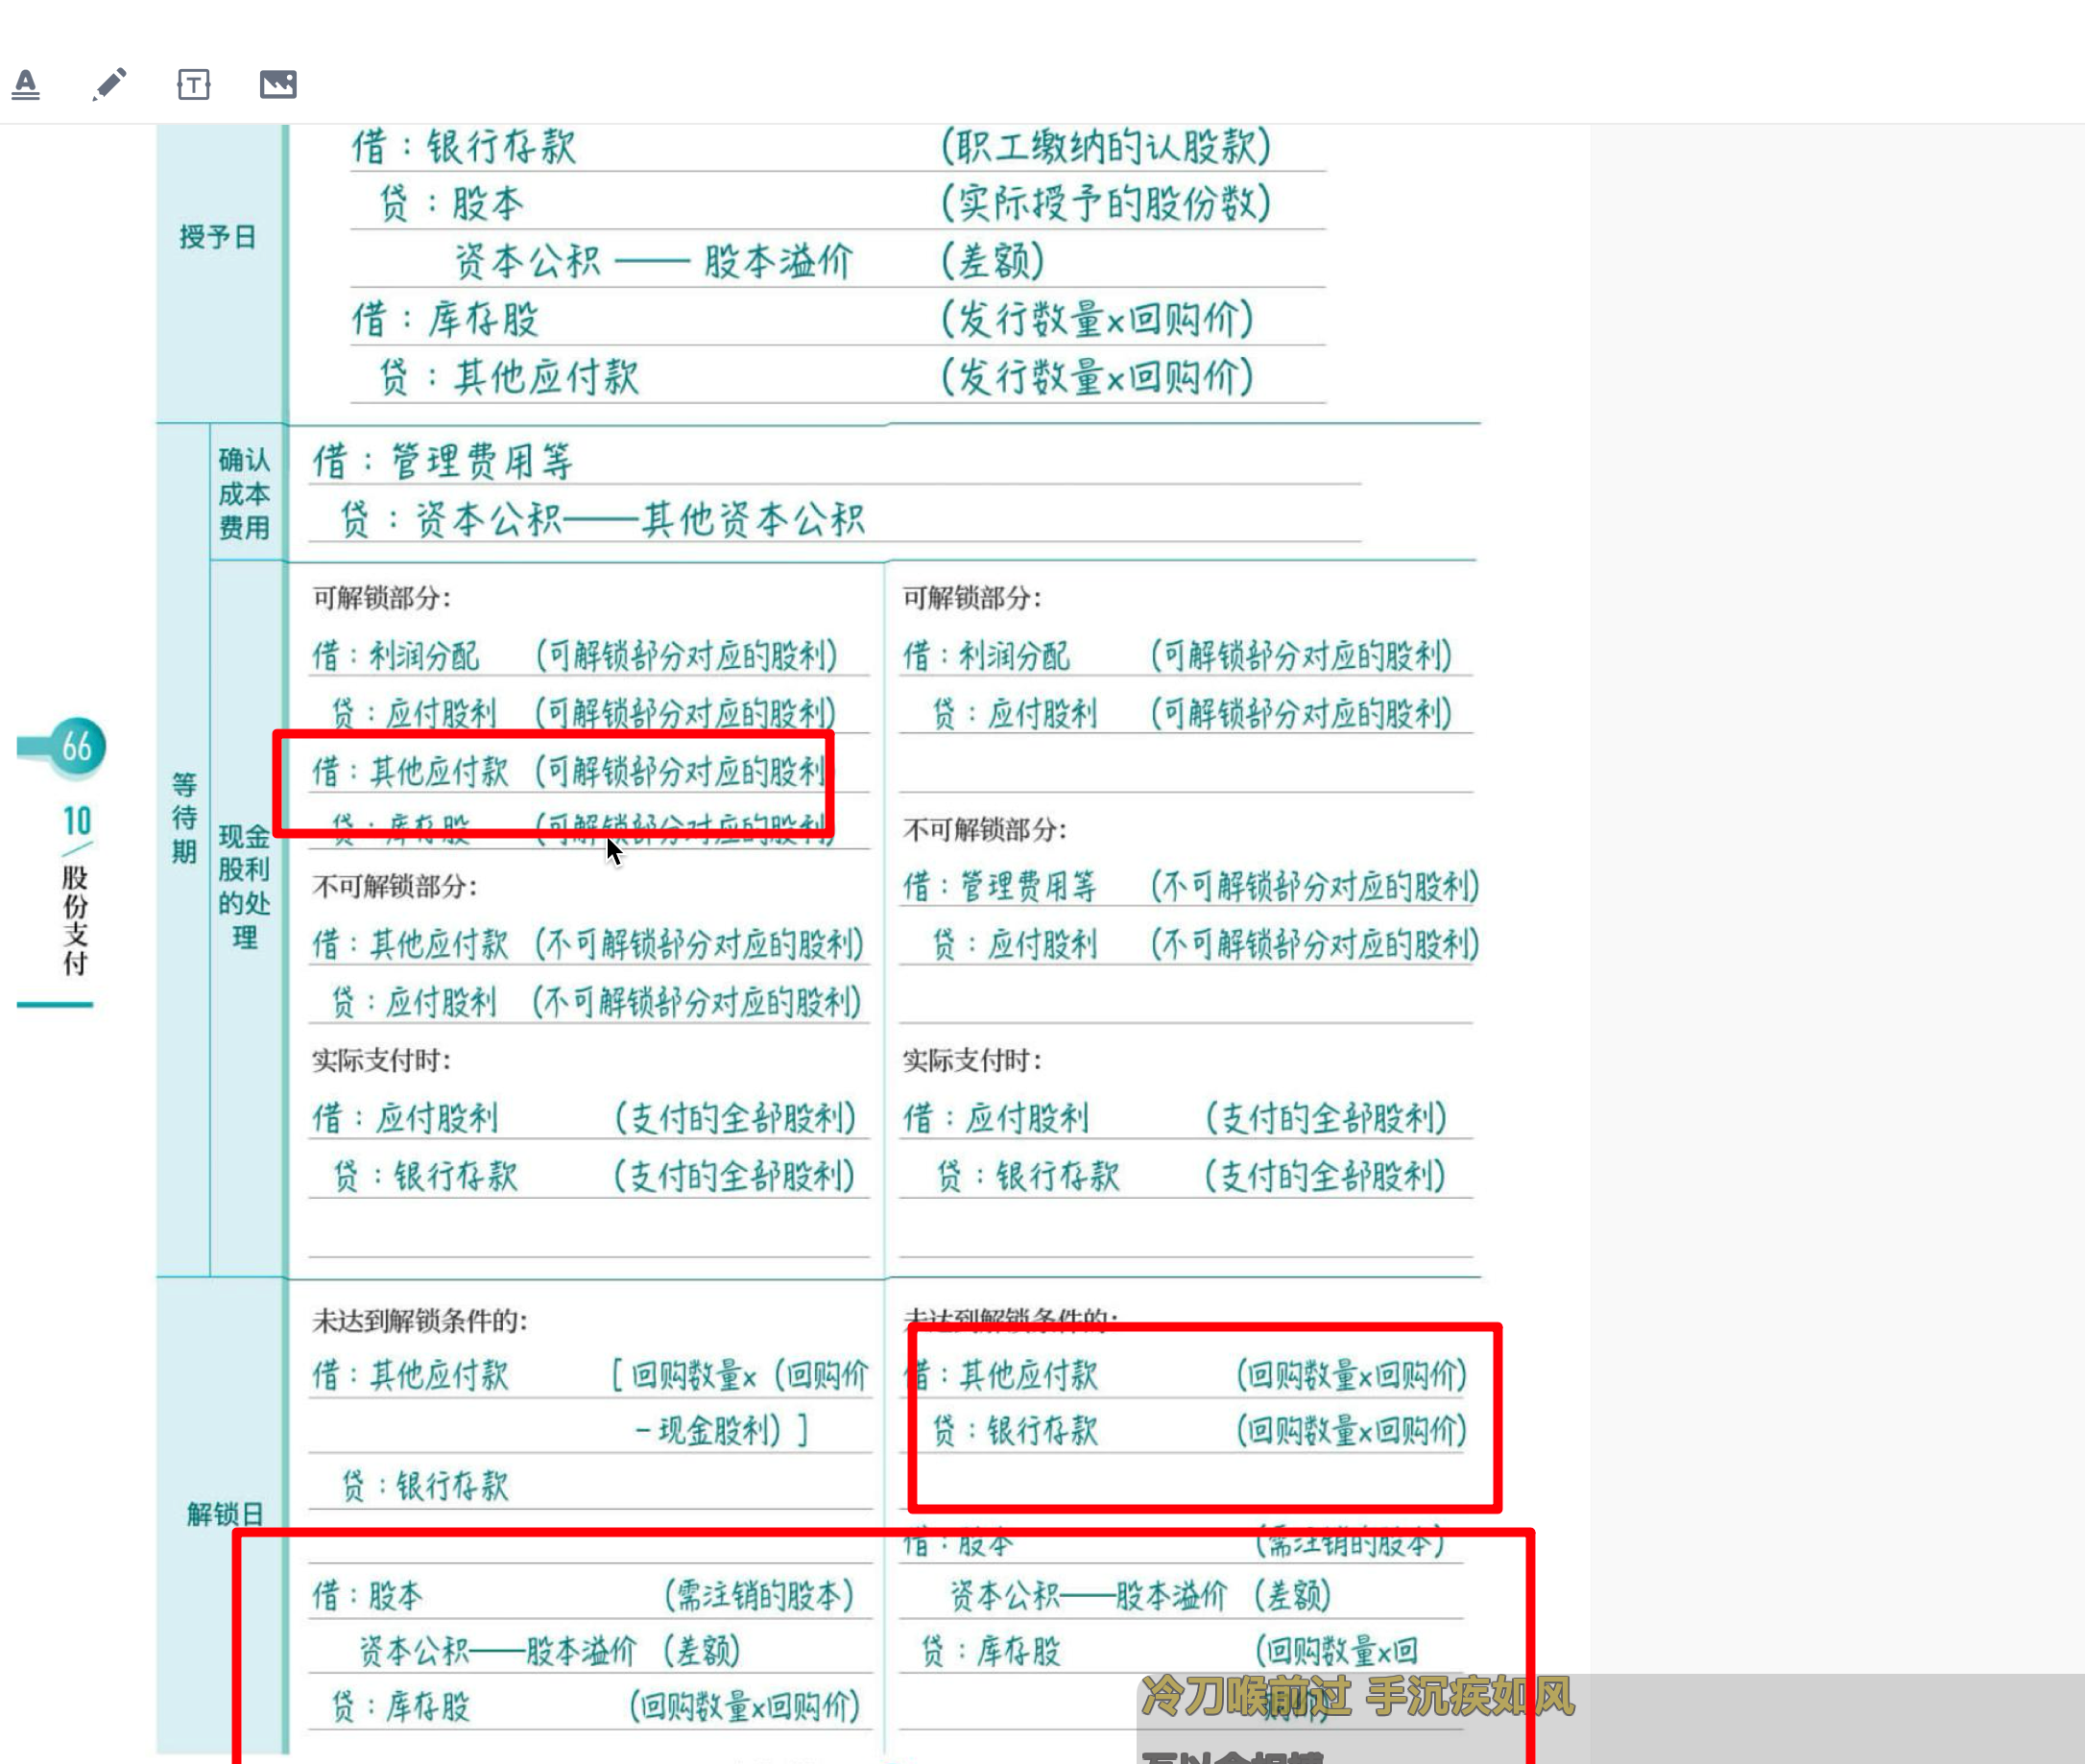 借：银行存款 (职工缴纳的认股款)
贷：股本 (实际授予的股份数)
资本公积——股本溢价 (差额)
借：库存股 (发行数量x回购价)
贷：其他应付款 (发行数量x回购价)
授予日
确认成本费用
借：管理费用等
贷：资本公积——其他资本公积
等待期
现金股利的处理
可解锁部分：
借：利润分配 (可解锁部分对应的股利)
贷：应付股利 (可解锁部分对应的股利)
借：其他应付款 (可解锁部分对应的股利
贷：库存股 (可解锁部分对应的股利)
不可解锁部分：
借：其他应付款 (不可解锁部分对应的股利)
贷：应付股利 (不可解锁部分对应的股利)
实际支付时：
借：应付股利 (支付的全部股利)
贷：银行存款 (支付的全部股利)
可解锁部分：
借：利润分配 (可解锁部分对应的股利)
贷：应付股利 (可解锁部分对应的股利)
不可解锁部分：
借：管理费用等 (不可解锁部分对应的股利)
贷：应付股利 (不可解锁部分对应的股利)
实际支付时：
借：应付股利 (支付的全部股利)
贷：银行存款 (支付的全部股利)
解锁日
未达到解锁条件的：
借：其他应付款 [回购数量x（回购价
-现金股利）]
贷：银行存款
借：股本 (需注销的股本)
资本公积——股本溢价 (差额)
贷：库存股 (回购数量x回购价)
未达到解锁条件的：
借：其他应付款 (回购数量x回购价)
贷：银行存款 (回购数量x回购价)
借：股本 (需注销的股本)
资本公积——股本溢价 (差额)
贷：库存股 (回购数量x回
购价)
66
10
股份支付
冷刀喉前过 手沉疾如风
A
T